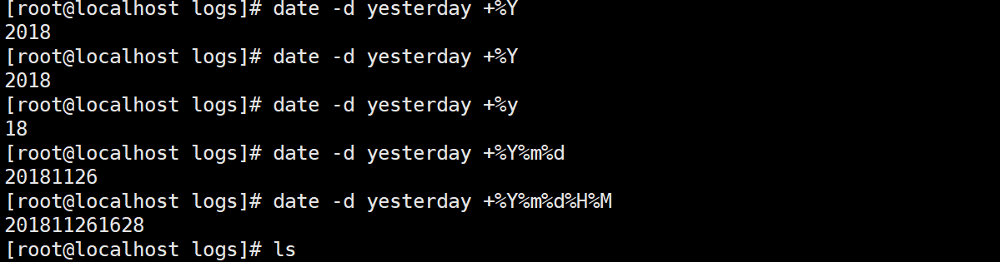 [root@localhost logs]# date -d yesterday +%Y
2018
[root@localhost logs]# date -d yesterday +%Y
2018
[root@localhost logs]# date -d yesterday +%y
18
[root@localhost logs]# date -d yesterday +%Y%m%d
20181126
[root@localhost logs]# date -d yesterday +%Y%m%d%H%M
201811261628
[root@localhost logs]# ls